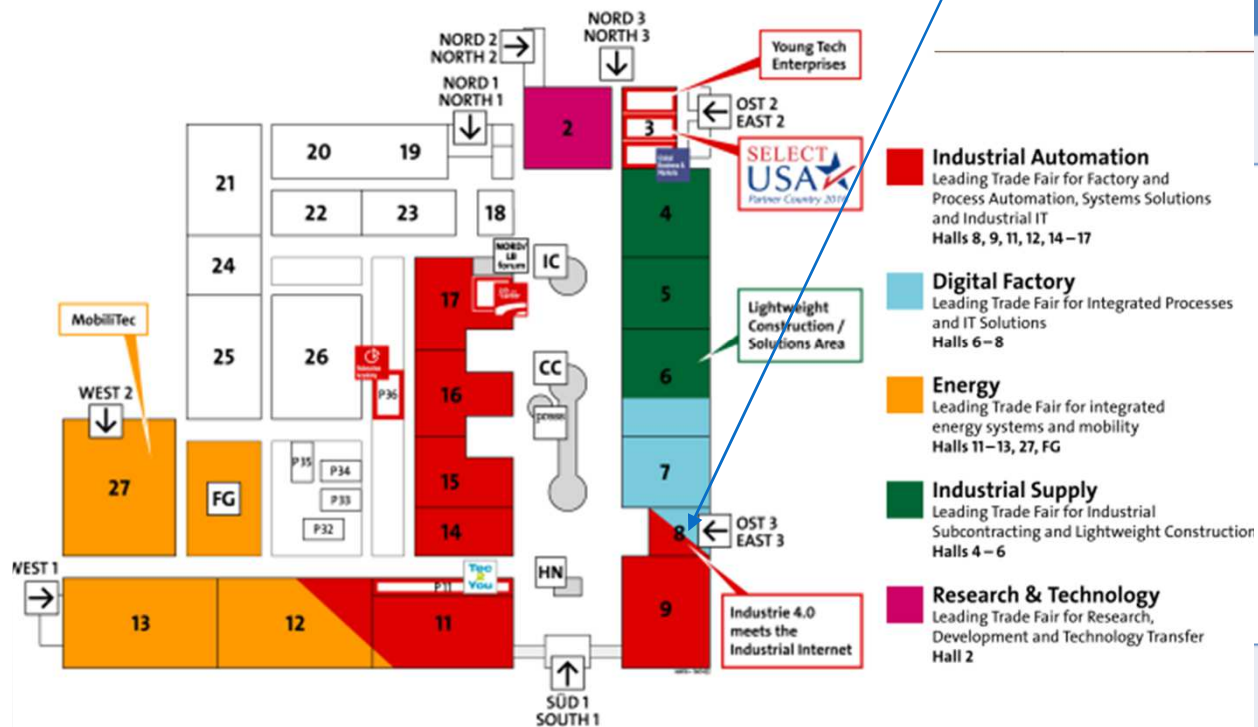 NORD 3
NORTH 3
NORD 2
NORTH 2
NORD 1
NORTH 1
Young Tech
Enterprises
OST 2
EAST 2
2
3
SELECT
USA
Partner Country 2016
20
19
21
22
23
18
4
24
NORD/
LB
forum
IC
17
5
MobiliTec
25
26
Lightweight
Construction /
Solutions Area
CC
P36
16
6
WEST 2
press
27
FG
P35
P34
P33
P32
15
7
14
8
OST 3
EAST 3
WEST 1
Tec
2
You
P11
HN
13
12
11
9
Industrie 4.0
meets the
Industrial Internet
SÜD 1
SOUTH 1
Industrial Automation
Leading Trade Fair for Factory and
Process Automation, Systems Solutions
and Industrial IT
Halls 8, 9, 11, 12, 14–17
Digital Factory
Leading Trade Fair for Integrated Processes
and IT Solutions
Halls 6–8
Energy
Leading Trade Fair for integrated
energy systems and mobility
Halls 11–13, 27, FG
Industrial Supply
Leading Trade Fair for Industrial
Subcontracting and Lightweight Construction
Halls 4–6
Research & Technology
Leading Trade Fair for Research,
Development and Technology Transfer
Hall 2